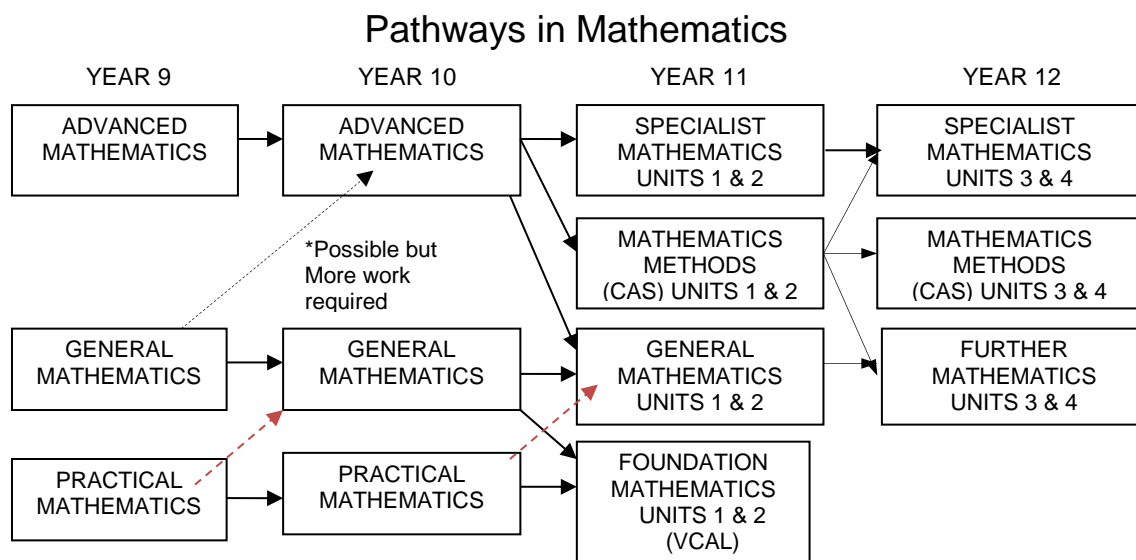 Pathways in Mathematics
YEAR 9
YEAR 10
YEAR 11
YEAR 12
ADVANCED
MATHEMATICS
ADVANCED
MATHEMATICS
SPECIALIST
MATHEMATICS
UNITS 1 & 2
SPECIALIST
MATHEMATICS
UNITS 3 & 4
*Possible but
More work
required
MATHEMATICS
METHODS
(CAS) UNITS 1 & 2
MATHEMATICS
METHODS
(CAS) UNITS 3 & 4
GENERAL
MATHEMATICS
GENERAL
MATHEMATICS
GENERAL
MATHEMATICS
UNITS 1 & 2
FURTHER
MATHEMATICS
UNITS 3 & 4
PRACTICAL
MATHEMATICS
PRACTICAL
MATHEMATICS
FOUNDATION
MATHEMATICS
UNITS 1 & 2
(VCAL)